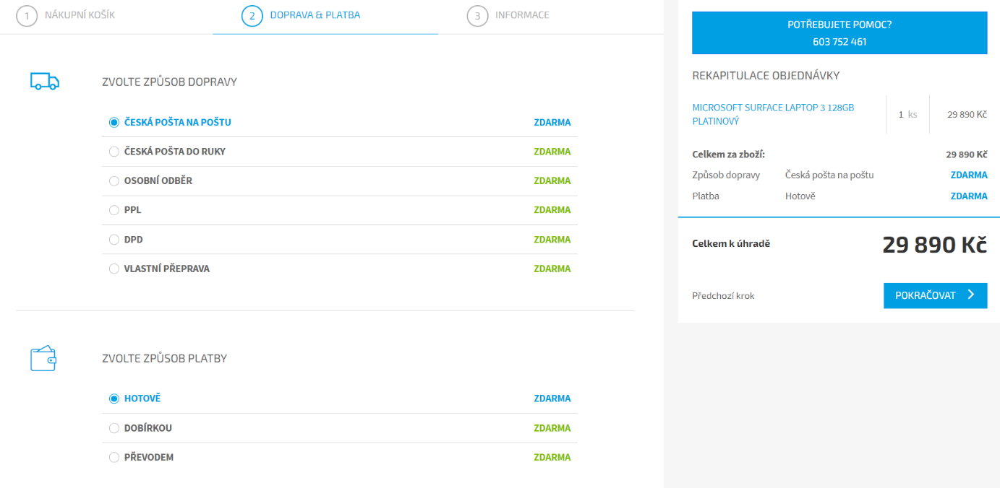 1 NÁKUPNÍ KOŠÍK
2 DOPRAVA & PLATBA
3 INFORMACE
ZVOLTE ZPŮSOB DOPRAVY
ČESKÁ POŠTA NA POŠTU ZDARMA
ČESKÁ POŠTA DO RUKY ZDARMA
OSOBNÍ ODBĚR ZDARMA
PPL ZDARMA
DPD ZDARMA
VLASTNÍ PŘEPRAVA ZDARMA
ZVOLTE ZPŮSOB PLATBY
HOTOVĚ ZDARMA
DOBÍRKOU ZDARMA
PŘEVODEM ZDARMA
POTŘEBUJETE POMOC?
603 752 461
REKAPITULACE OBJEDNÁVKY
MICROSOFT SURFACE LAPTOP 3 128GB
PLATINOVÝ
1 ks
29 890 Kč
Celkem za zboží: 29 890 Kč
Způsob dopravy Česká pošta na poštu ZDARMA
Platba Hotově ZDARMA
Celkem k úhradě 29 890 Kč
Předchozí krok POKRAČOVAT